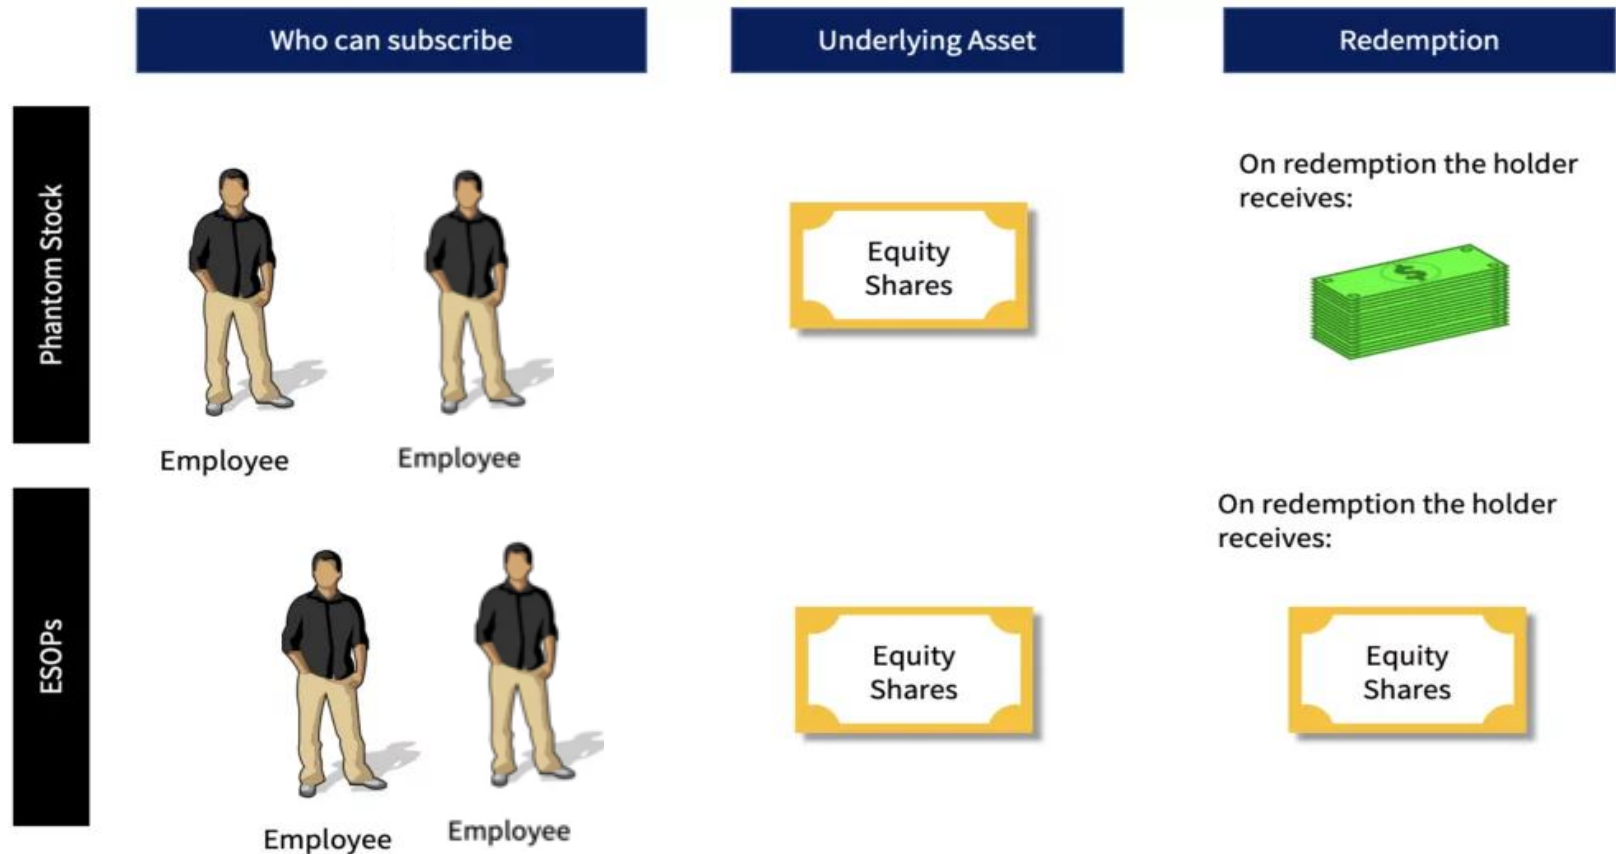 Who can subscribe
Underlying Asset
Redemption
Phantom Stock
Employee
Employee
Equity
Shares
On redemption the holder
receives:
$
ESOPs
Employee
Employee
Equity
Shares
On redemption the holder
receives:
Equity
Shares